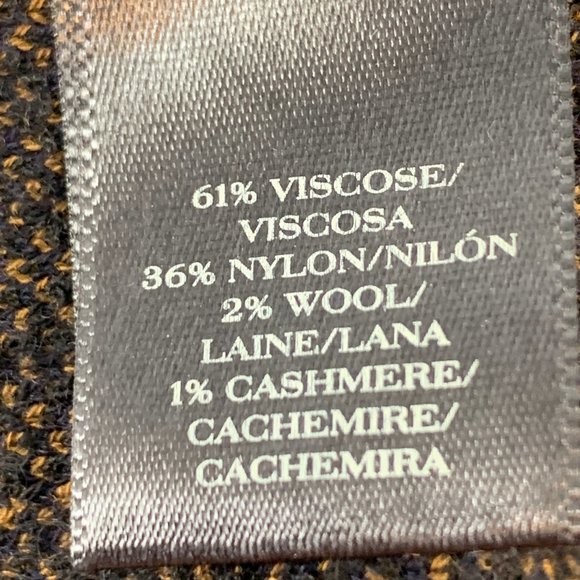 61% VISCOSE/
VISCOSA
36% NYLON/NILÓN
2% WOOL/
LAINE/LANA
1% CASHMERE/
CACHEMIRE/
CACHEMIRA